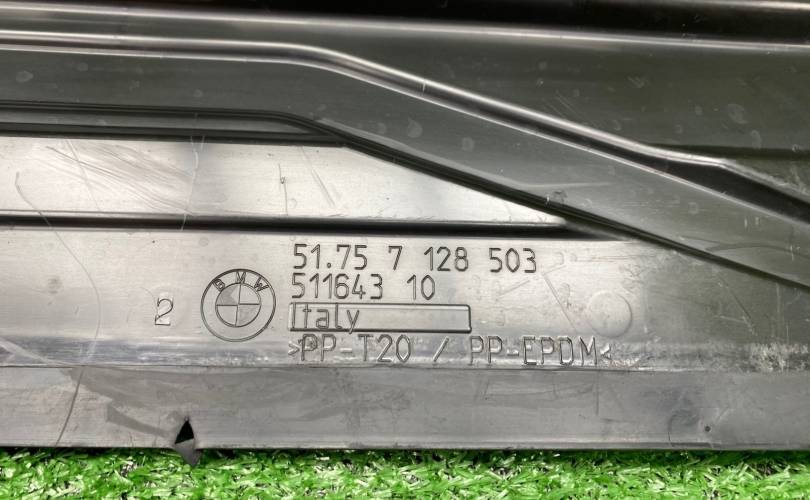 51.75 7 128 503
511643 10
2
BMW
Italy
>PP-T20 / PP-EPDM<